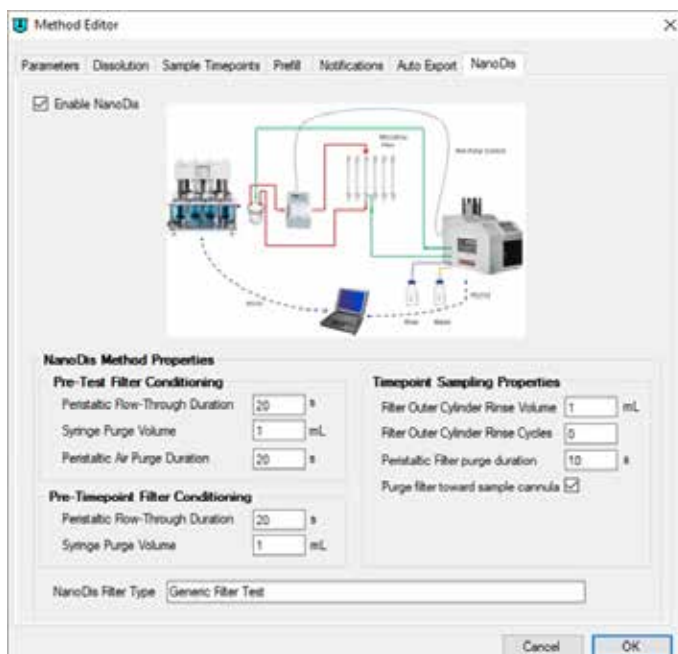 Method Editor
Parameters Dissolution Sample Timepoints Prefill Notifications Auto Export NanoDis
Enable NanoDis
NanoDis Method Properties
Pre-Test Filter Conditioning
Peristaltic Flow-Through Duration 20 s
Syringe Purge Volume 1 mL
Peristaltic Air Purge Duration 20 s
Pre-Timepoint Filter Conditioning
Peristaltic Flow-Through Duration 20 s
Syringe Purge Volume 1 mL
Timepoint Sampling Properties
Filter Outer Cylinder Rinse Volume 1 mL
Filter Outer Cylinder Rinse Cycles
Peristaltic Filter purge duration 10 s
Purge filter toward sample cannula
NanoDis Filter Type Generic Filter Test
Cancel OK